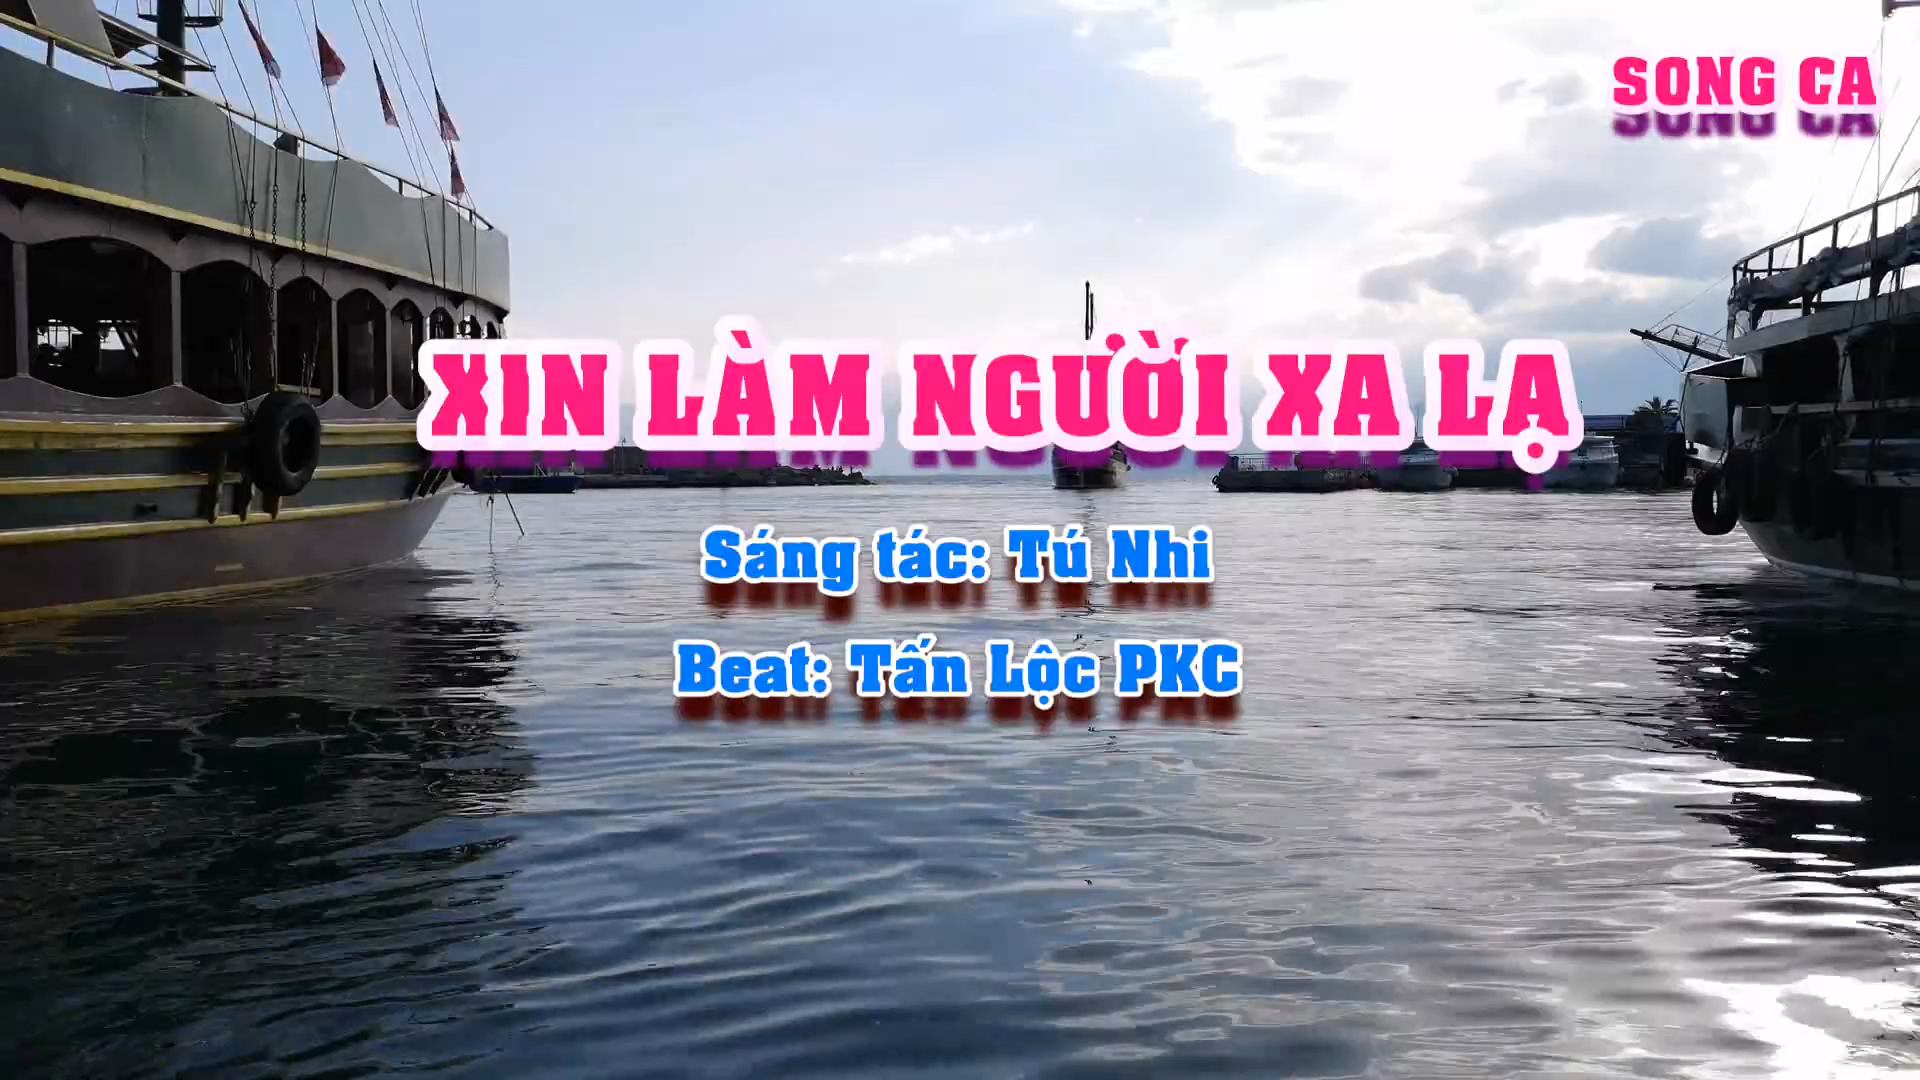 SONG CA
XIN LÀM NGƯỜI XA LẠ
Sáng tác: Tú Nhi
Beat: Tấn Lộc PKC